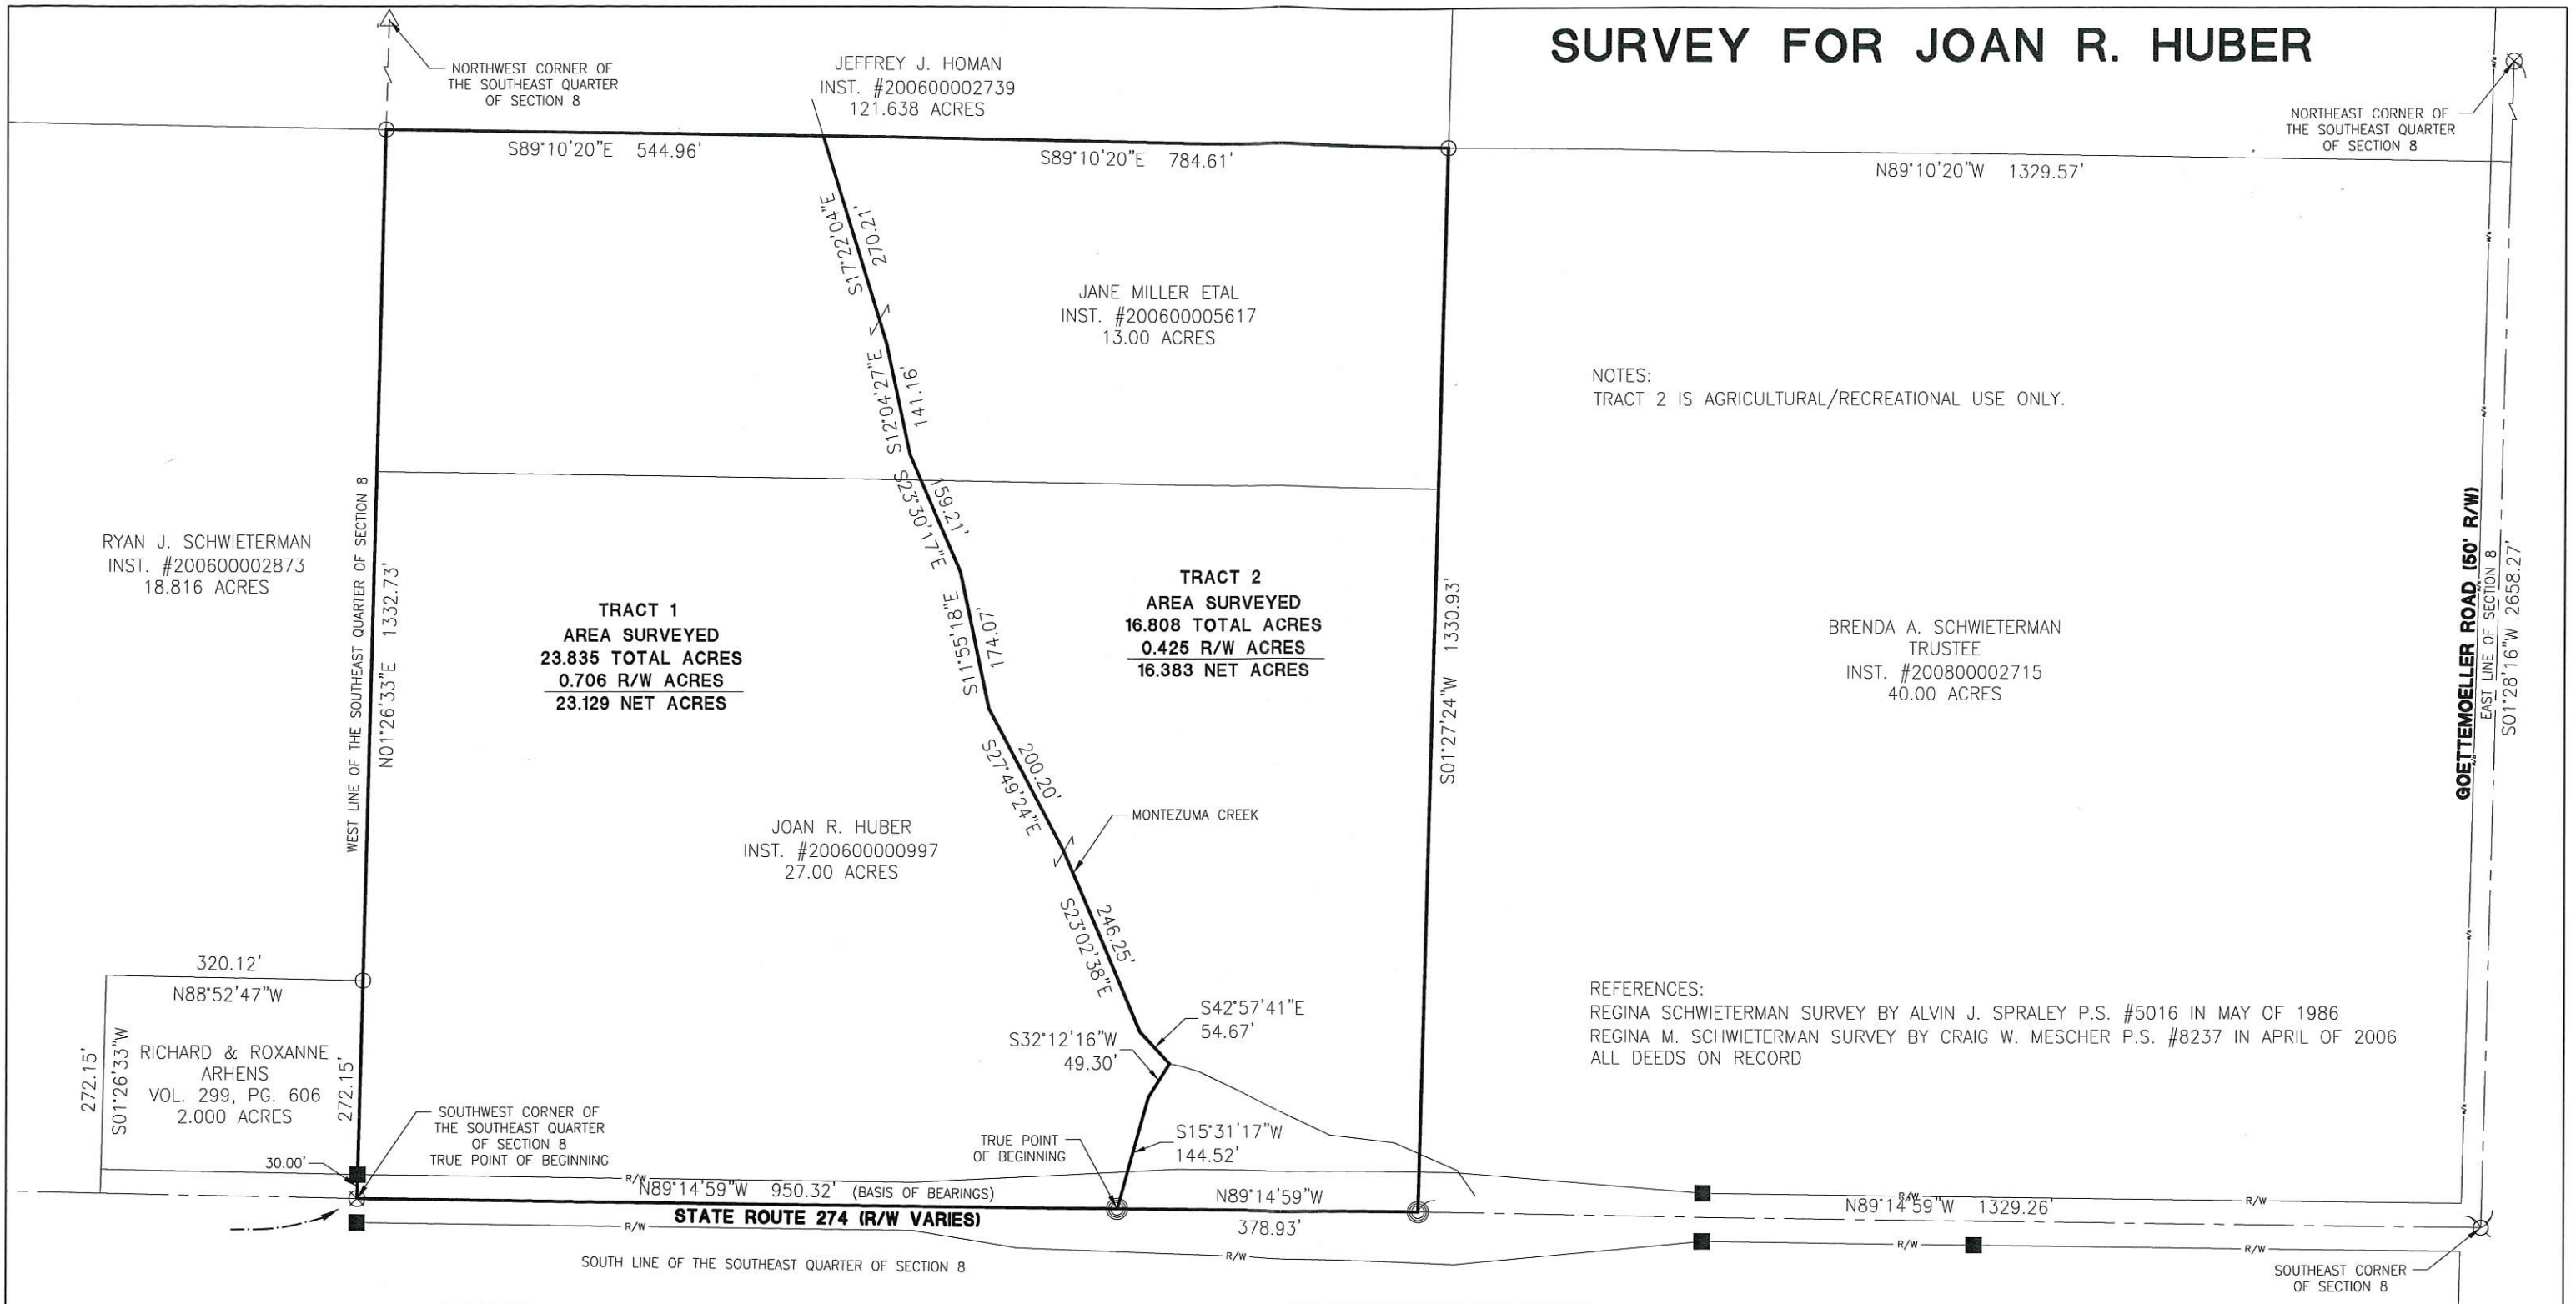 SURVEY FOR JOAN R. HUBER
NORTHWEST CORNER OF
THE SOUTHEAST QUARTER
OF SECTION 8
JEFFREY J. HOMAN
INST. #200600002739
121.638 ACRES
NORTHEAST CORNER OF
THE SOUTHEAST QUARTER
OF SECTION 8
S89°10'20"E 544.96'
S89°10'20"E 784.61'
N89°10'20"W 1329.57'
S17°22'04"E
270.21'
JANE MILLER ETAL
INST. #200600005617
13.00 ACRES
S12°04'27"E
141.16'
NOTES:
TRACT 2 IS AGRICULTURAL/RECREATIONAL USE ONLY.
S23°30'17"E
159.21'
RYAN J. SCHWIETERMAN
INST. #200600002873
18.816 ACRES
WEST LINE OF THE SOUTHEAST QUARTER OF SECTION 8
N01°26'33"E 1332.73'
TRACT 1
AREA SURVEYED
23.835 TOTAL ACRES
0.706 R/W ACRES
23.129 NET ACRES
S11°55'18"E
174.07'
TRACT 2
AREA SURVEYED
16.808 TOTAL ACRES
0.425 R/W ACRES
16.383 NET ACRES
S01°27'24"W 1330.93'
BRENDA A. SCHWIETERMAN
TRUSTEE
INST. #200800002715
40.00 ACRES
GOETTEMOELLER ROAD (50' R/W)
EAST LINE OF SECTION 8
S01°28'16"W 2658.27'
S27°49'24"E
200.20'
MONTEZUMA CREEK
JOAN R. HUBER
INST. #200600000997
27.00 ACRES
S23°02'38"E
246.25'
320.12'
N88°52'47"W
272.15'
S01°26'33"W
RICHARD & ROXANNE
ARHENS
VOL. 299, PG. 606
2.000 ACRES
272.15'
S42°57'41"E
54.67'
S32°12'16"W
49.30'
REFERENCES:
REGINA SCHWIETERMAN SURVEY BY ALVIN J. SPRALEY P.S. #5016 IN MAY OF 1986
REGINA M. SCHWIETERMAN SURVEY BY CRAIG W. MESCHER P.S. #8237 IN APRIL OF 2006
ALL DEEDS ON RECORD
SOUTHWEST CORNER OF
THE SOUTHEAST QUARTER
OF SECTION 8
TRUE POINT OF BEGINNING
30.00'
TRUE POINT
OF BEGINNING
S15°31'17"W
144.52'
R/W
N89°14'59"W 950.32' (BASIS OF BEARINGS)
N89°14'59"W
378.93'
R/W
N89°14'59"W 1329.26'
R/W
STATE ROUTE 274 (R/W VARIES)
R/W
R/W
R/W
R/W
SOUTH LINE OF THE SOUTHEAST QUARTER OF SECTION 8
SOUTHEAST CORNER
OF SECTION 8
R/W
R/W
R/W
R/W
R/W
R/W